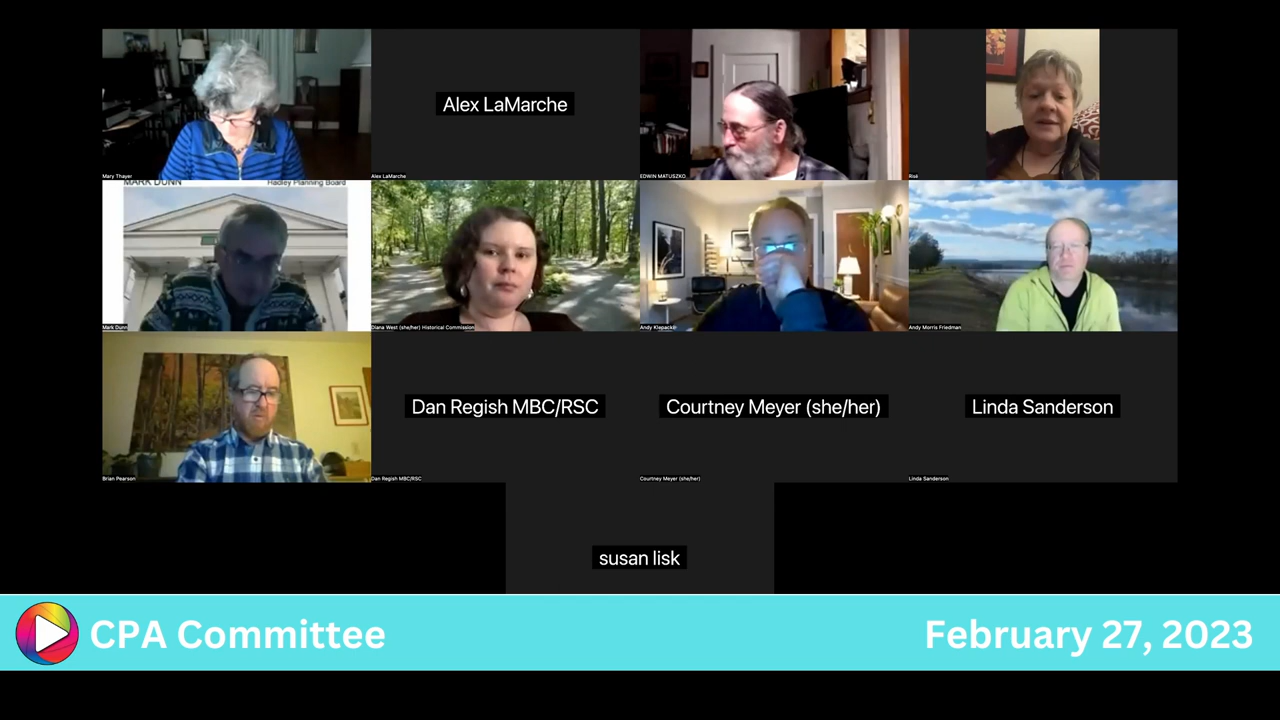 Mary Thayer
Alex LaMarche
Alex LaMarche
EDWIN MATUSZKO
Risë
MARK DUNN
Hadley Planning Board
Mark Dunn
Diana West (she/her) Historical Commission
Andy Klepacki
Andy Morris Friedman
Brian Pearson
Dan Regish MBC/RSC
Dan Regish MBC/RSC
Courtney Meyer (she/her)
Courtney Meyer (she/her)
Linda Sanderson
Linda Sanderson
susan lisk
CPA Committee
February 27, 2023